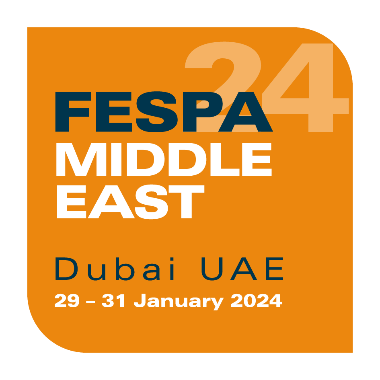 24
FESPA
MIDDLE
EAST
Dubai UAE
29 – 31 January 2024